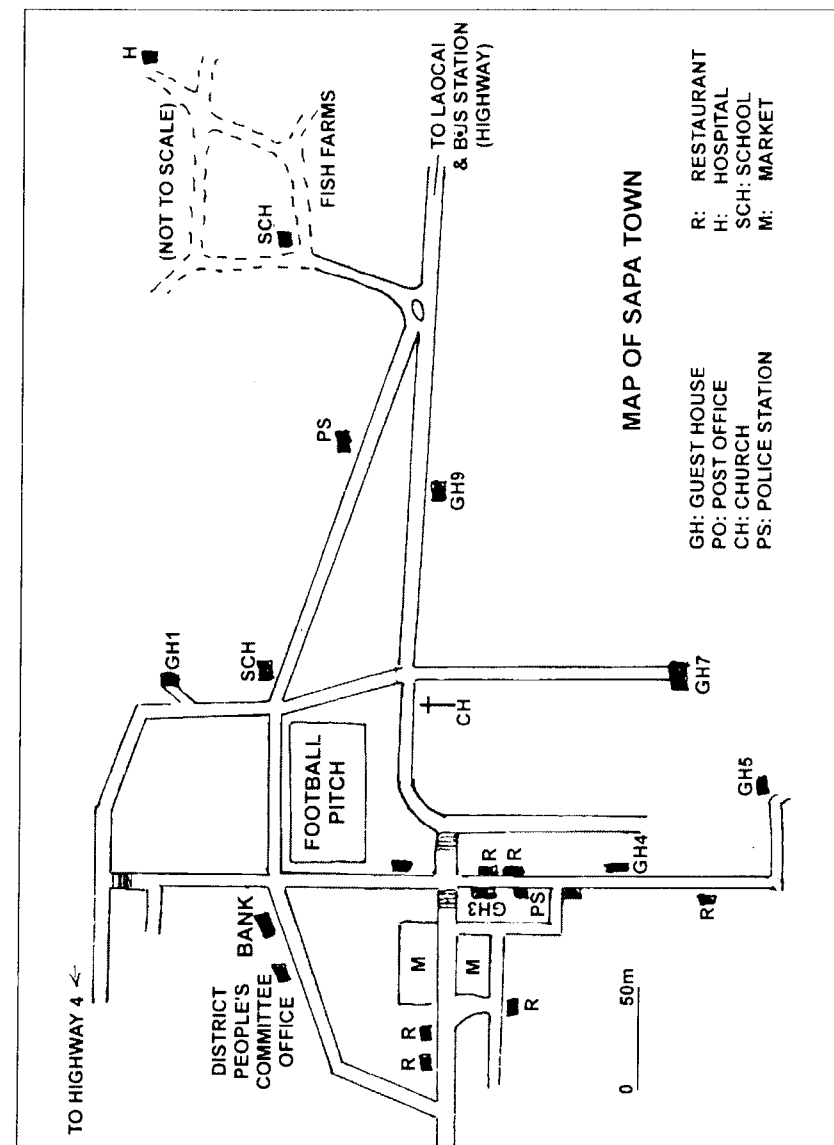 TO HIGHWAY 4
H
(NOT TO SCALE)
FISH FARMS
SCH
TO LAOCAI
& BUS STATION
(HIGHWAY)
PS
GH9
GH1
SCH
CH
GH7
FOOTBALL
PITCH
BANK
DISTRICT
PEOPLE'S
COMMITTEE
OFFICE
R
R
GH3
PS
GH4
GH5
R
M
M
R
R
R
0
50m
MAP OF SAPA TOWN
GH: GUEST HOUSE
PO: POST OFFICE
CH: CHURCH
PS: POLICE STATION
R: RESTAURANT
H: HOSPITAL
SCH: SCHOOL
M: MARKET